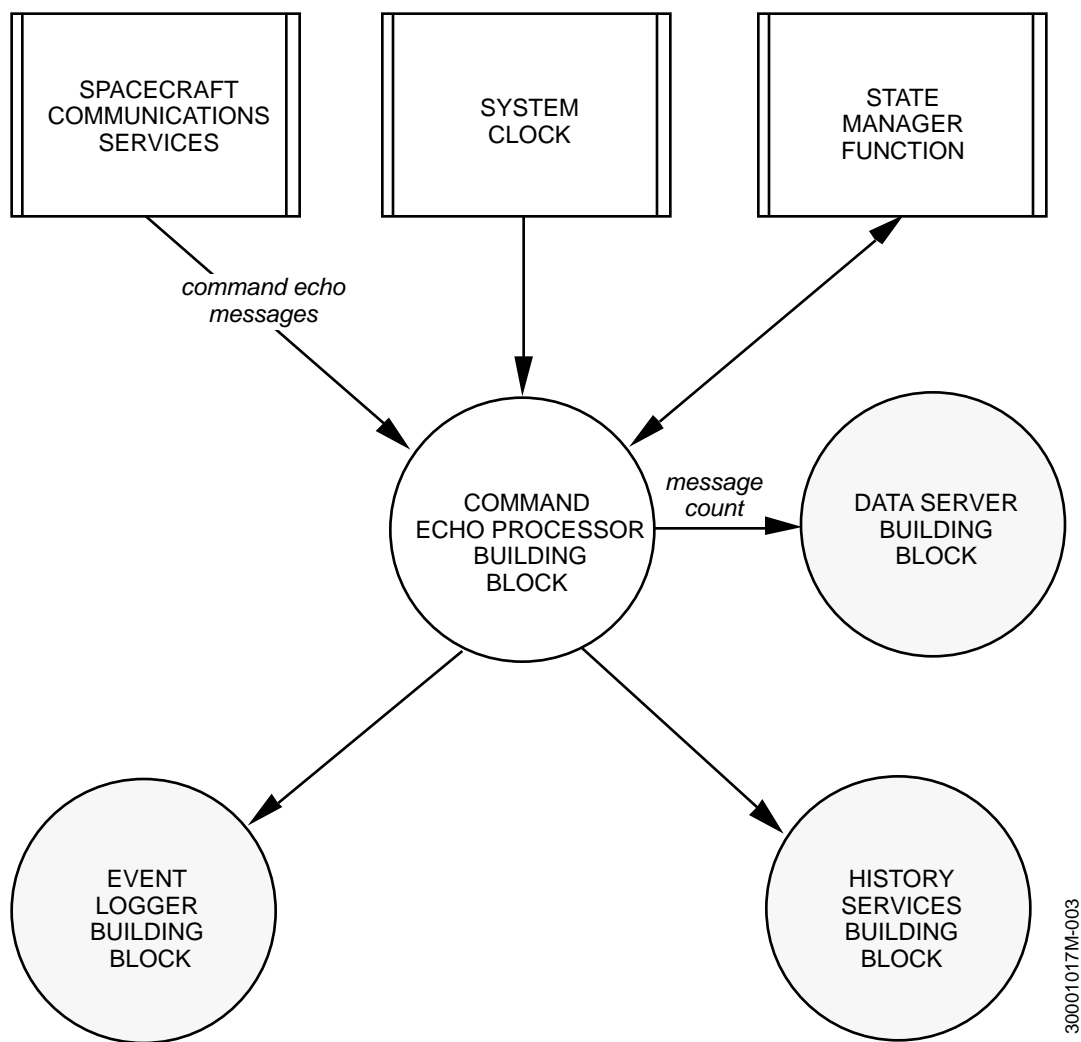 SPACECRAFT
COMMUNICATIONS
SERVICES
SYSTEM
CLOCK
STATE
MANAGER
FUNCTION
command echo
messages
COMMAND
ECHO PROCESSOR
BUILDING
BLOCK
message
count
DATA SERVER
BUILDING
BLOCK
EVENT
LOGGER
BUILDING
BLOCK
HISTORY
SERVICES
BUILDING
BLOCK
30001017M-003